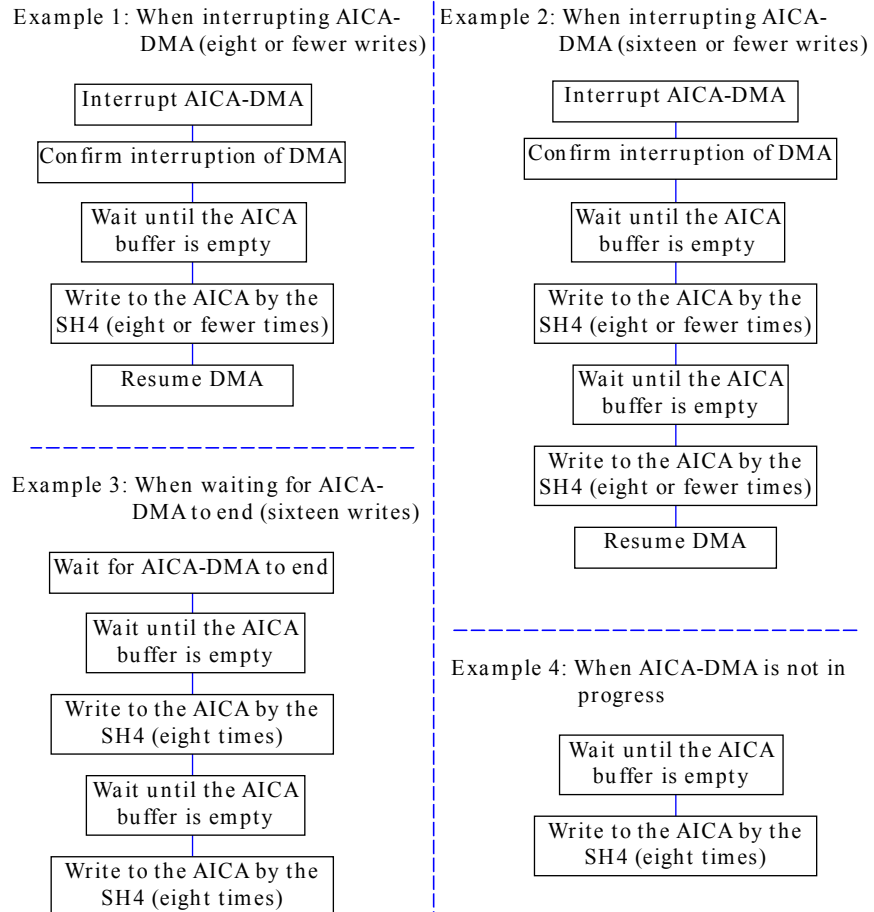 Example 1: When interrupting AICA-
DMA (eight or fewer writes)
Interrupt AICA-DMA
Confirm interruption of DMA
Wait until the AICA
buffer is empty
Write to the AICA by the
SH4 (eight or fewer times)
Resume DMA
Example 2: When interrupting AICA-
DMA (sixteen or fewer writes)
Interrupt AICA-DMA
Confirm interruption of DMA
Wait until the AICA
buffer is empty
Write to the AICA by the
SH4 (eight or fewer times)
Wait until the AICA
buffer is empty
Write to the AICA by the
SH4 (eight or fewer times)
Resume DMA
Example 3: When waiting for AICA-
DMA to end (sixteen writes)
Wait for AICA-DMA to end
Wait until the AICA
buffer is empty
Write to the AICA by the
SH4 (eight times)
Wait until the AICA
buffer is empty
Write to the AICA by the
SH4 (eight times)
Example 4: When AICA-DMA is not in
progress
Wait until the AICA
buffer is empty
Write to the AICA by the
SH4 (eight times)